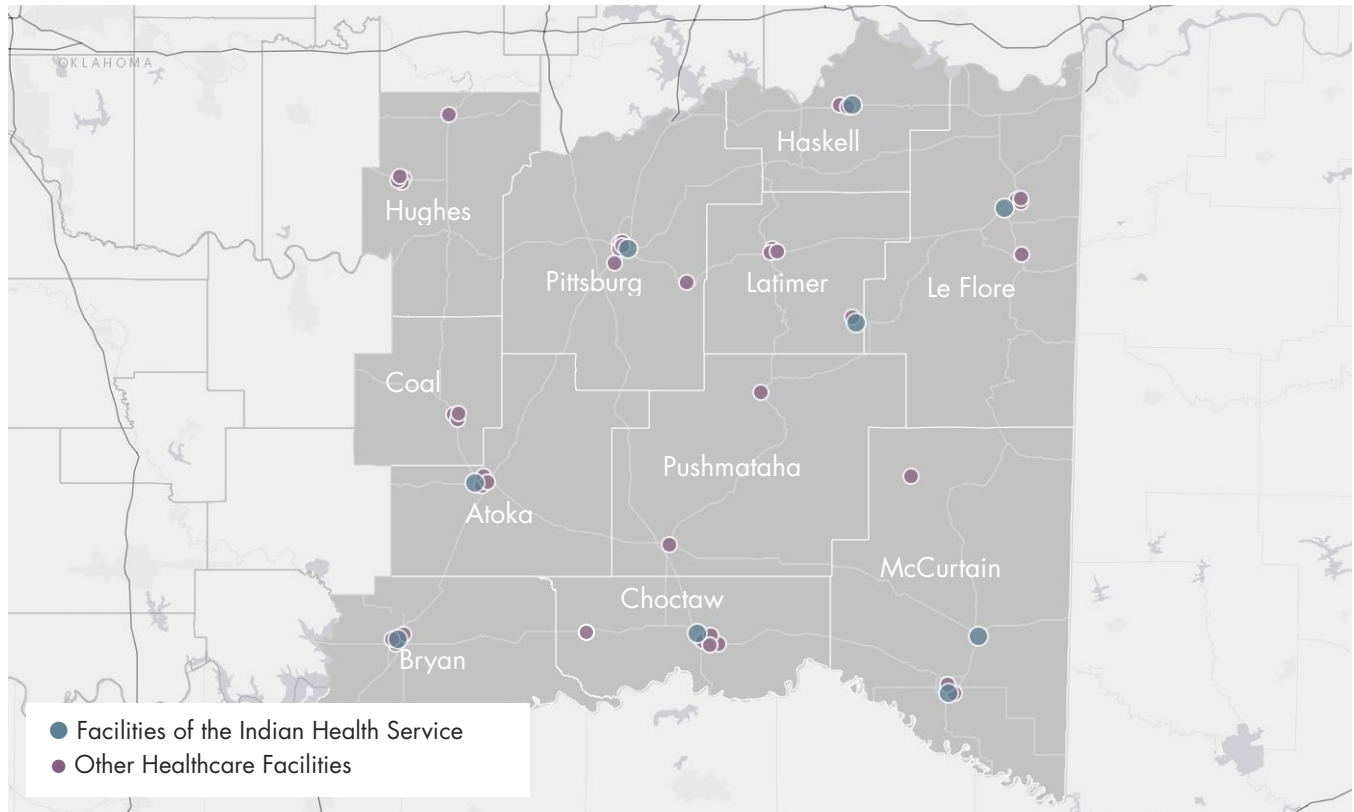 OKLAHOMA
Haskell
Hughes
Pittsburg
Latimer
Le Flore
Coal
Pushmataha
Atoka
McCurtain
Choctaw
Bryan
Facilities of the Indian Health Service
Other Healthcare Facilities